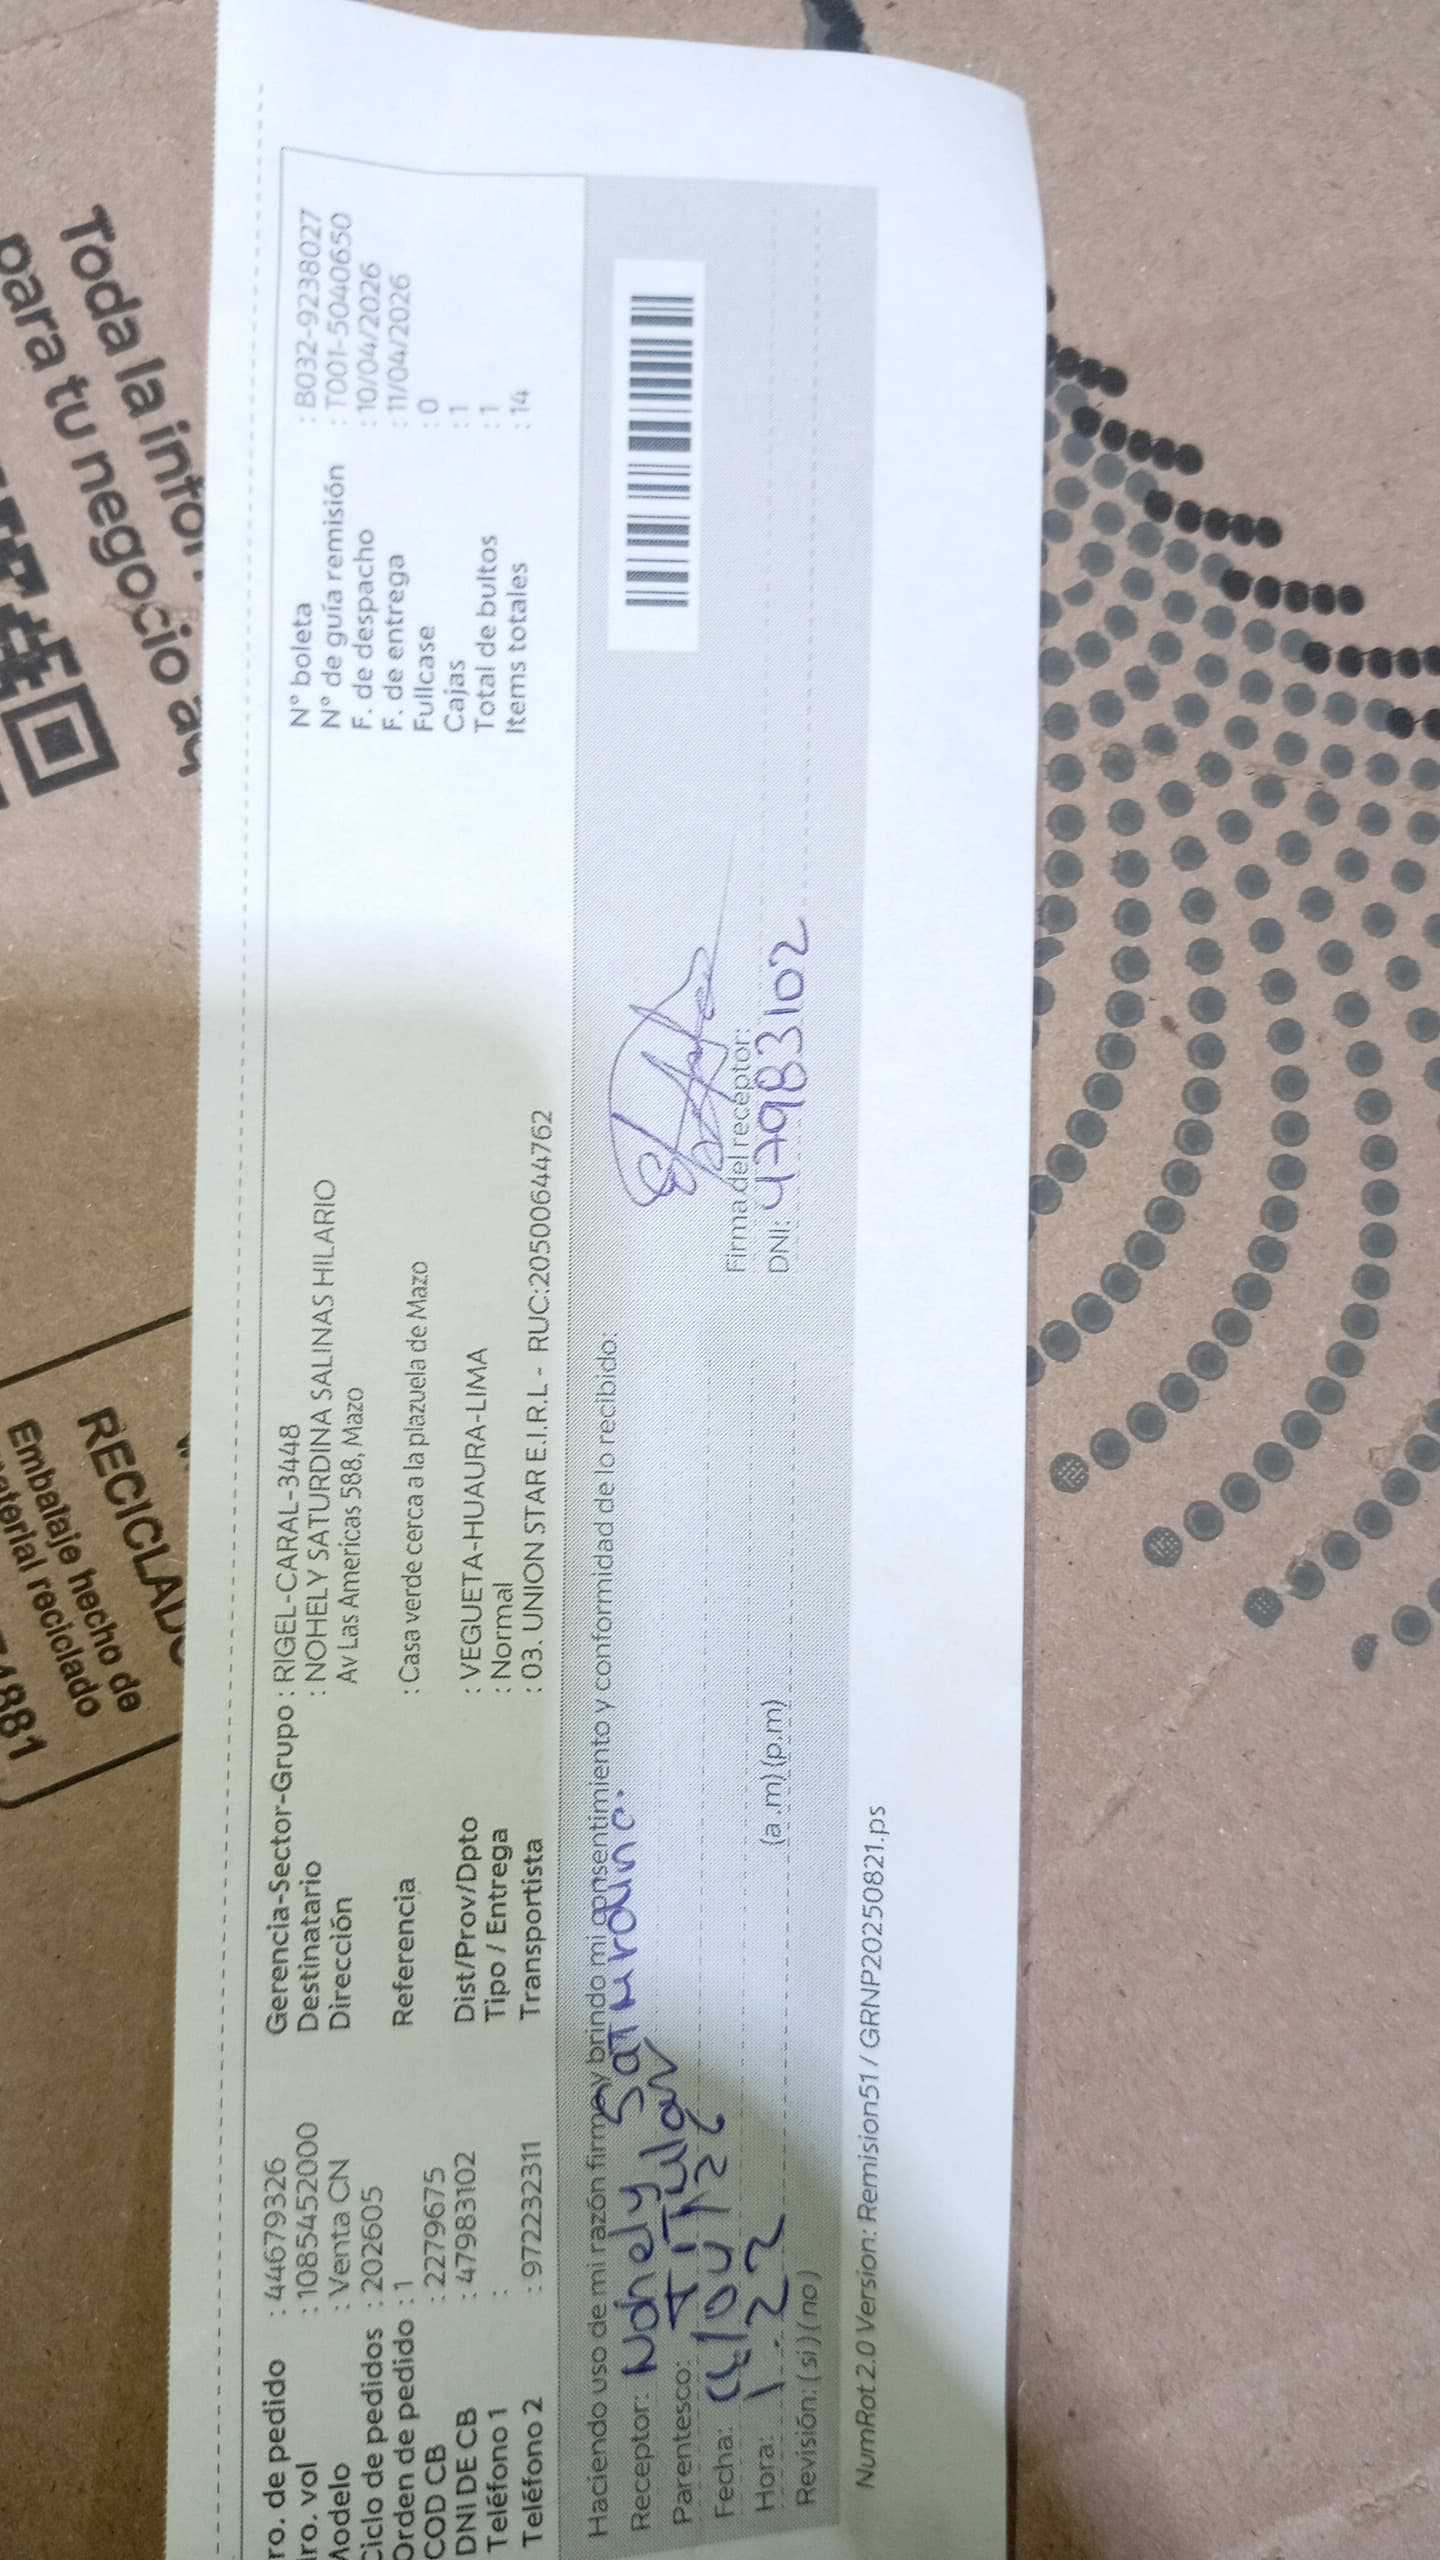 Toda la infor
para tu negocio aq
RECICLAD
Embalaje hecho de
material reciclado
ro. de pedido : 44679326
ro. vol : 1085452000
Modelo : Venta CN
Ciclo de pedidos : 202605
Orden de pedido : 1
COD CB : 2279675
DNI DE CB : 47983102
Teléfono 1 :
Teléfono 2 : 972232311
Gerencia-Sector-Grupo : RIGEL-CARAL-3448
Destinatario : NOHELY SATURDINA SALINAS HILARIO
Dirección Av Las Americas 588, Mazo
Referencia : Casa verde cerca a la plazuela de Mazo
Dist/Prov/Dpto : VEGUETA-HUAURA-LIMA
Tipo / Entrega : Normal
Transportista : 03. UNION STAR E.I.R.L - RUC:20500644762
N° boleta : B032-9238027
N° de guía remisión : T001-5040650
F. de despacho : 10/04/2026
F. de entrega : 11/04/2026
Fullcase : 0
Cajas : 1
Total de bultos : 1
Items totales : 14
Haciendo uso de mi razón firmo y brindo mi consentimiento y conformidad de lo recibido:
Receptor: Nohely Saturdina.
Parentesco: Titular
Fecha:
Hora: 1:22 (a .m) (p.m)
Revisión: ( si ) ( no )
Firma del receptor:
DNI: 47983102
NumRot 2.0 Version: Remision51 / GRNP20250821.ps